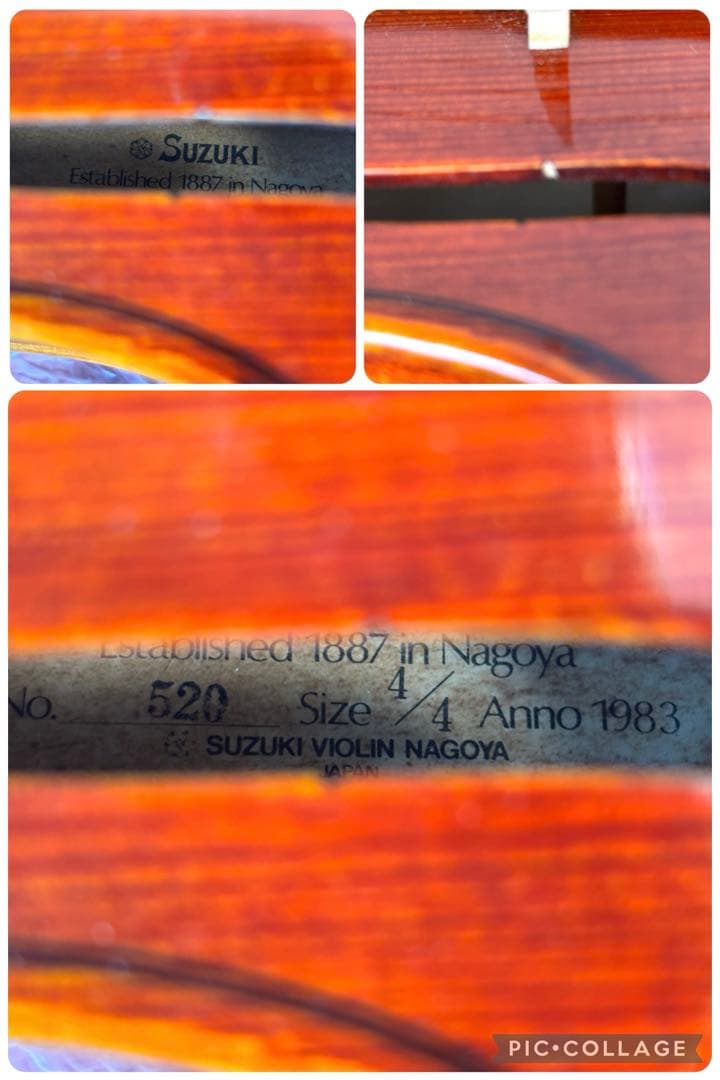 SUZUKI
Established 1887 in Nagoya
Established 1887 in Nagoya
No. 520 Size 4/4 Anno 1983
SUZUKI VIOLIN NAGOYA
JAPAN
PIC•COLLAGE